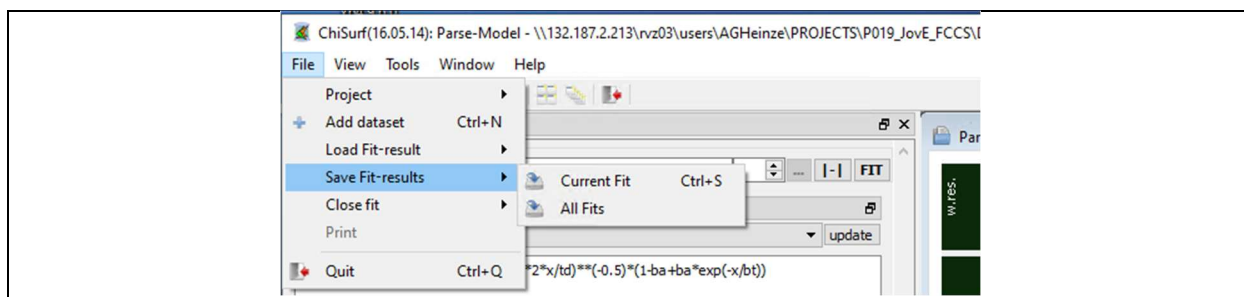 ChiSurf(16.05.14): Parse-Model - \\132.187.2.213\rvz03\users\AGHeinze\PROJECTS\P019_JovE_FCCS\
File View Tools Window Help
Project
Add dataset Ctrl+N
Load Fit-result
Save Fit-results
Current Fit Ctrl+S
All Fits
Close fit
Print
Quit Ctrl+Q
Par
... |-| FIT
update
w.res.
*2*x/td)**(-0.5)*(1-ba+ba*exp(-x/bt))